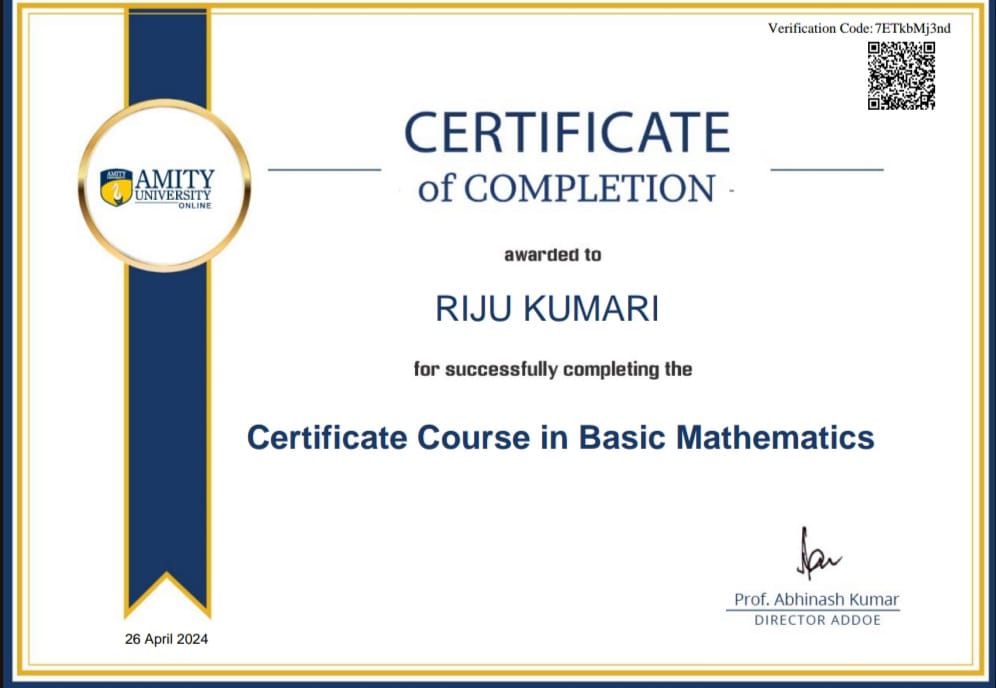 Verification Code: 7ETkbMj3nd
CERTIFICATE
of COMPLETION -
AMITY
AMITY
UNIVERSITY
ONLINE
awarded to
RIJU KUMARI
for successfully completing the
Certificate Course in Basic Mathematics
Prof. Abhinash Kumar
DIRECTOR ADDOE
26 April 2024